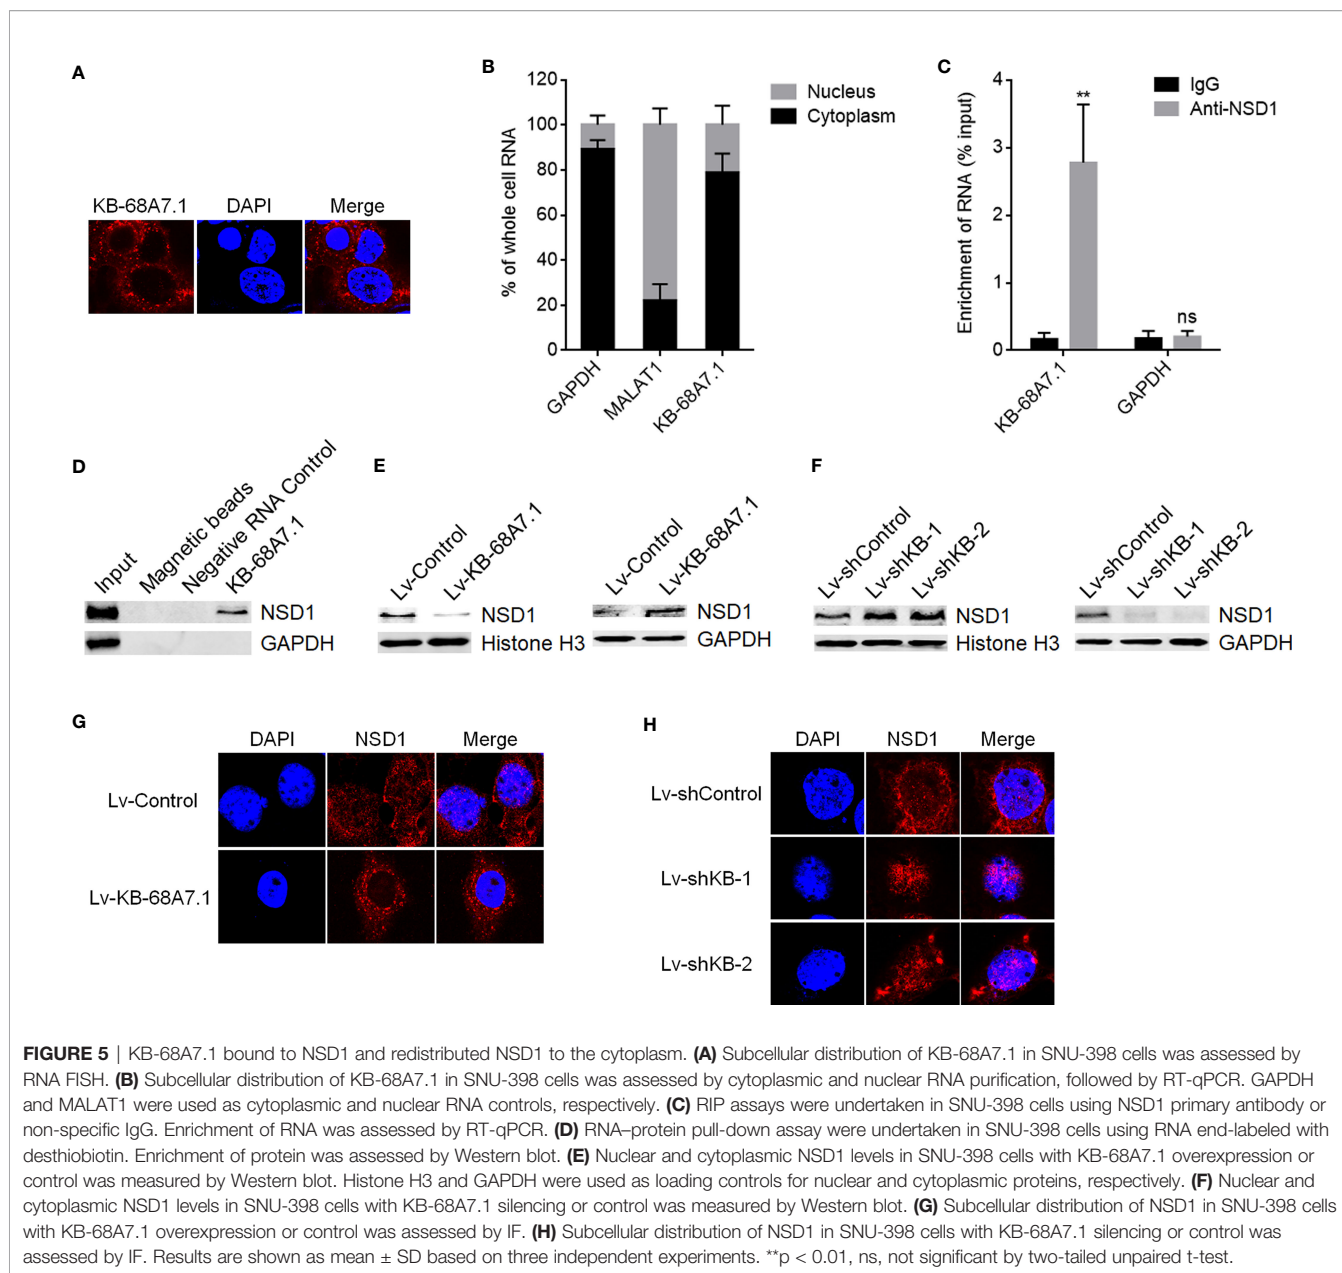 A
KB-68A7.1 DAPI Merge
B
120
100
80
60
40
20
0
% of whole cell RNA
Nucleus
Cytoplasm
GAPDH
MALAT1
KB-68A7.1
C
4
3
2
1
0
Enrichment of RNA (% input)
IgG
Anti-NSD1
**
ns
KB-68A7.1
GAPDH
D
Input
Magnetic beads
Negative RNA Control
KB-68A7.1
NSD1
GAPDH
E
Lv-Control
Lv-KB-68A7.1
NSD1
Histone H3
Lv-Control
Lv-KB-68A7.1
NSD1
GAPDH
F
Lv-shControl
Lv-shKB-1
Lv-shKB-2
NSD1
Histone H3
Lv-shControl
Lv-shKB-1
Lv-shKB-2
NSD1
GAPDH
G
DAPI NSD1 Merge
Lv-Control
Lv-KB-68A7.1
H
DAPI NSD1 Merge
Lv-shControl
Lv-shKB-1
Lv-shKB-2
FIGURE 5 | KB-68A7.1 bound to NSD1 and redistributed NSD1 to the cytoplasm. (A) Subcellular distribution of KB-68A7.1 in SNU-398 cells was assessed by
RNA FISH. (B) Subcellular distribution of KB-68A7.1 in SNU-398 cells was assessed by cytoplasmic and nuclear RNA purification, followed by RT-qPCR. GAPDH
and MALAT1 were used as cytoplasmic and nuclear RNA controls, respectively. (C) RIP assays were undertaken in SNU-398 cells using NSD1 primary antibody or
non-specific IgG. Enrichment of RNA was assessed by RT-qPCR. (D) RNA–protein pull-down assay were undertaken in SNU-398 cells using RNA end-labeled with
desthiobiotin. Enrichment of protein was assessed by Western blot. (E) Nuclear and cytoplasmic NSD1 levels in SNU-398 cells with KB-68A7.1 overexpression or
control was measured by Western blot. Histone H3 and GAPDH were used as loading controls for nuclear and cytoplasmic proteins, respectively. (F) Nuclear and
cytoplasmic NSD1 levels in SNU-398 cells with KB-68A7.1 silencing or control was measured by Western blot. (G) Subcellular distribution of NSD1 in SNU-398 cells
with KB-68A7.1 overexpression or control was assessed by IF. (H) Subcellular distribution of NSD1 in SNU-398 cells with KB-68A7.1 silencing or control was
assessed by IF. Results are shown as mean ± SD based on three independent experiments. **p < 0.01, ns, not significant by two-tailed unpaired t-test.